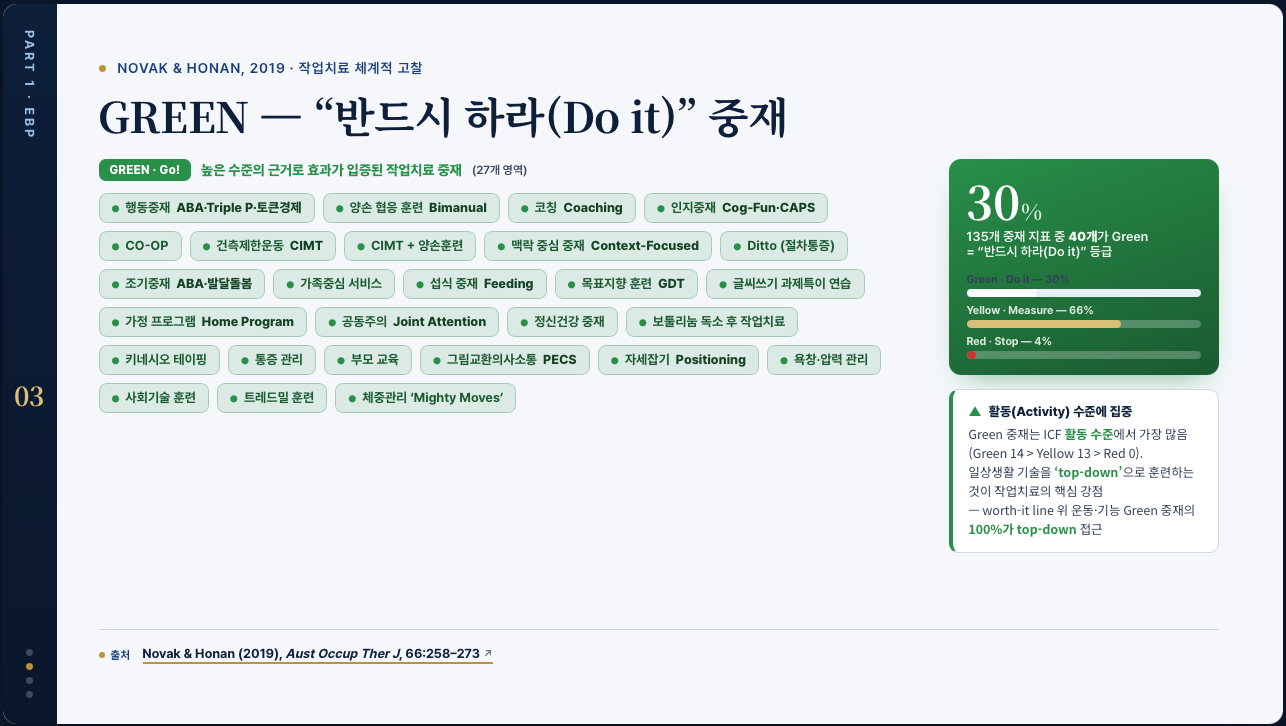 PART 1 · EBP
03
NOVAK & HONAN, 2019 · 작업치료 체계적 고찰
GREEN — “반드시 하라(Do it)” 중재
GREEN · Go! 높은 수준의 근거로 효과가 입증된 작업치료 중재 (27개 영역)
행동중재 ABA·Triple P·토큰경제 양손 협응 훈련 Bimanual 코칭 Coaching 인지중재 Cog-Fun·CAPS
CO-OP 건측제한운동 CIMT CIMT + 양손훈련 맥락 중심 중재 Context-Focused Ditto (절차통증)
조기중재 ABA·발달돌봄 가족중심 서비스 섭식 중재 Feeding 목표지향 훈련 GDT 글씨쓰기 과제특이 연습
가정 프로그램 Home Program 공동주의 Joint Attention 정신건강 중재 보툴리눔 독소 후 작업치료
키네시오 테이핑 통증 관리 부모 교육 그림교환의사소통 PECS 자세잡기 Positioning 욕창·압력 관리
사회기술 훈련 트레드밀 훈련 체중관리 ‘Mighty Moves’
30%
135개 중재 지표 중 40개가 Green
= “반드시 하라(Do it)” 등급
Green · Do it — 30%
Yellow · Measure — 66%
Red · Stop — 4%
▲ 활동(Activity) 수준에 집중
Green 중재는 ICF 활동 수준에서 가장 많음
(Green 14 > Yellow 13 > Red 0).
일상생활 기술을 ‘top-down’으로 훈련하는
것이 작업치료의 핵심 강점
— worth-it line 위 운동·기능 Green 중재의
100%가 top-down 접근
출처 Novak & Honan (2019), Aust Occup Ther J, 66:258–273 ↗